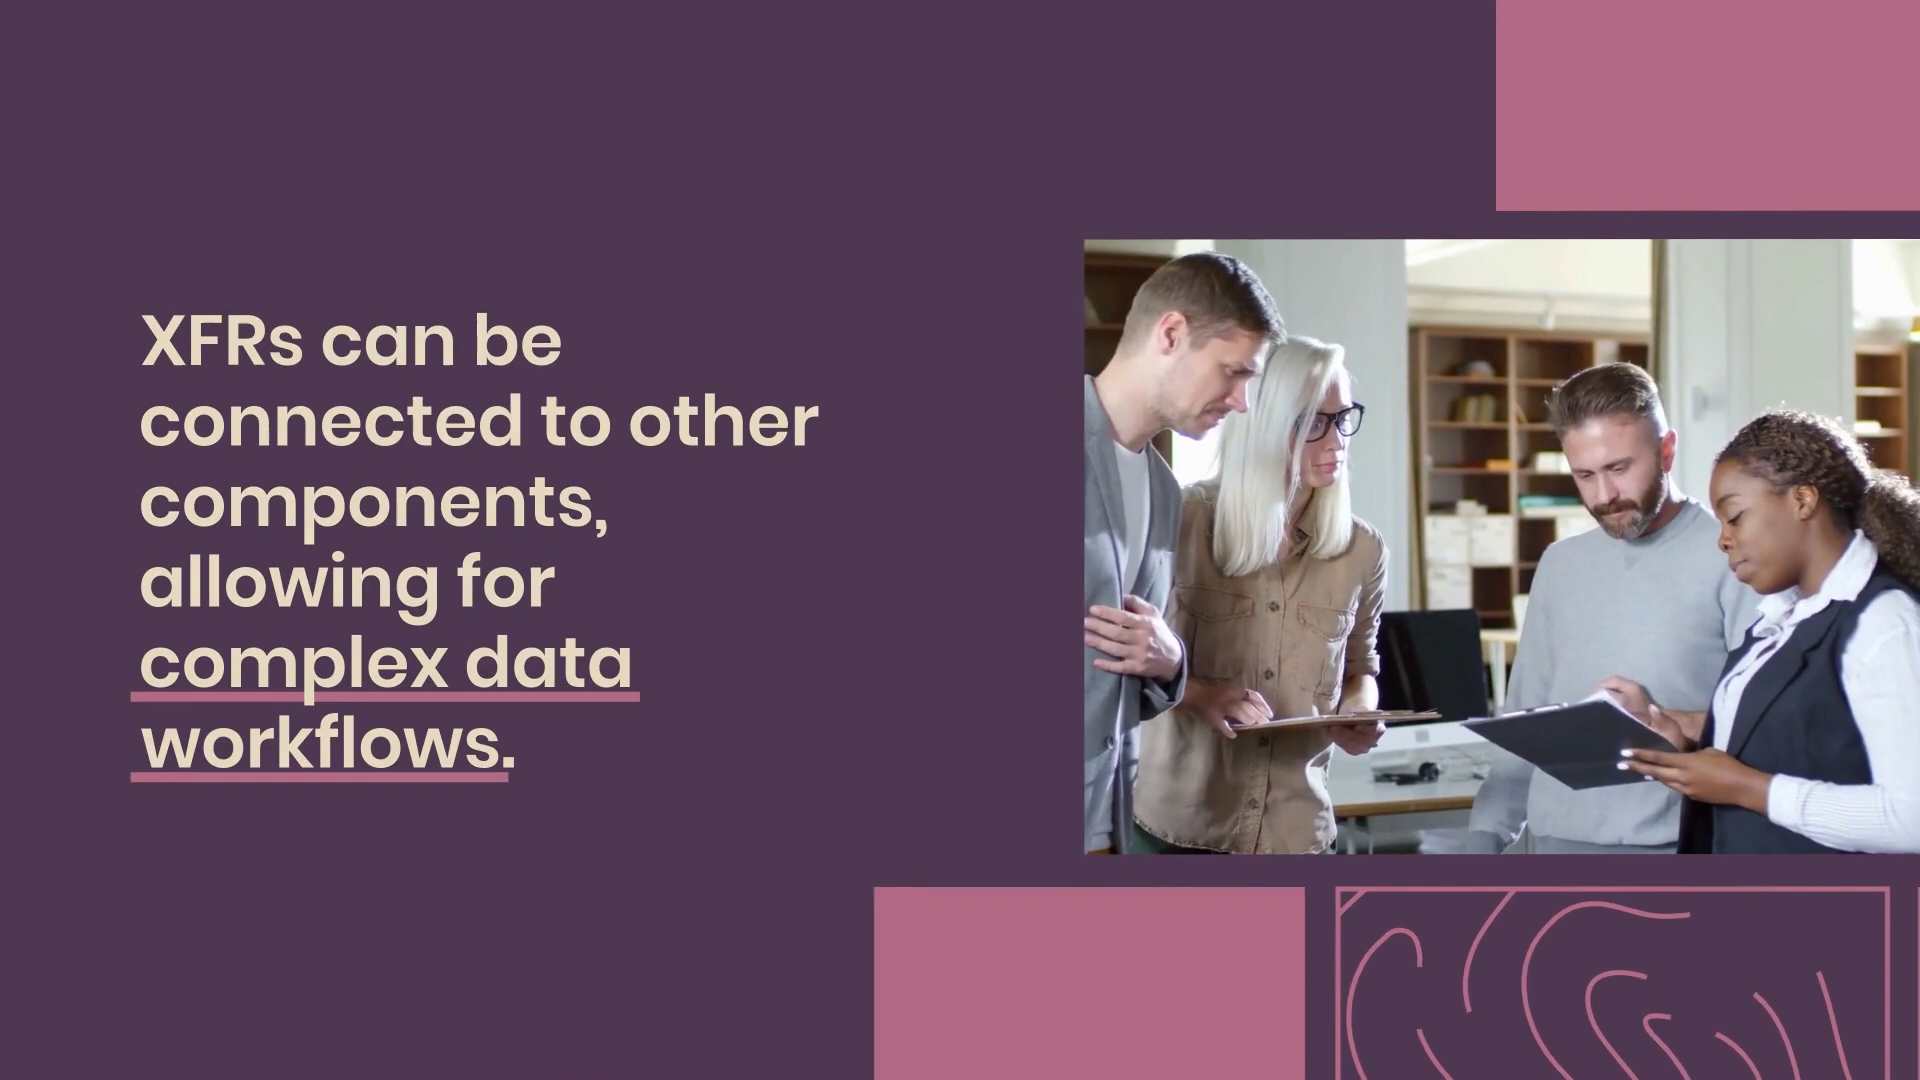 XFRs can be
connected to other
components,
allowing for
complex data
workflows.